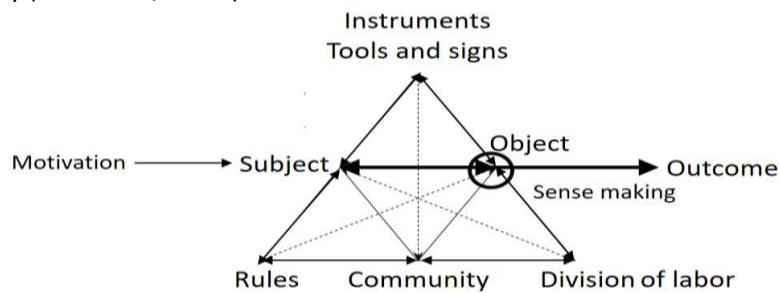 Instruments
Tools and signs
Object
Motivation
Subject
Outcome
Sense making
Rules
Community
Division of labor